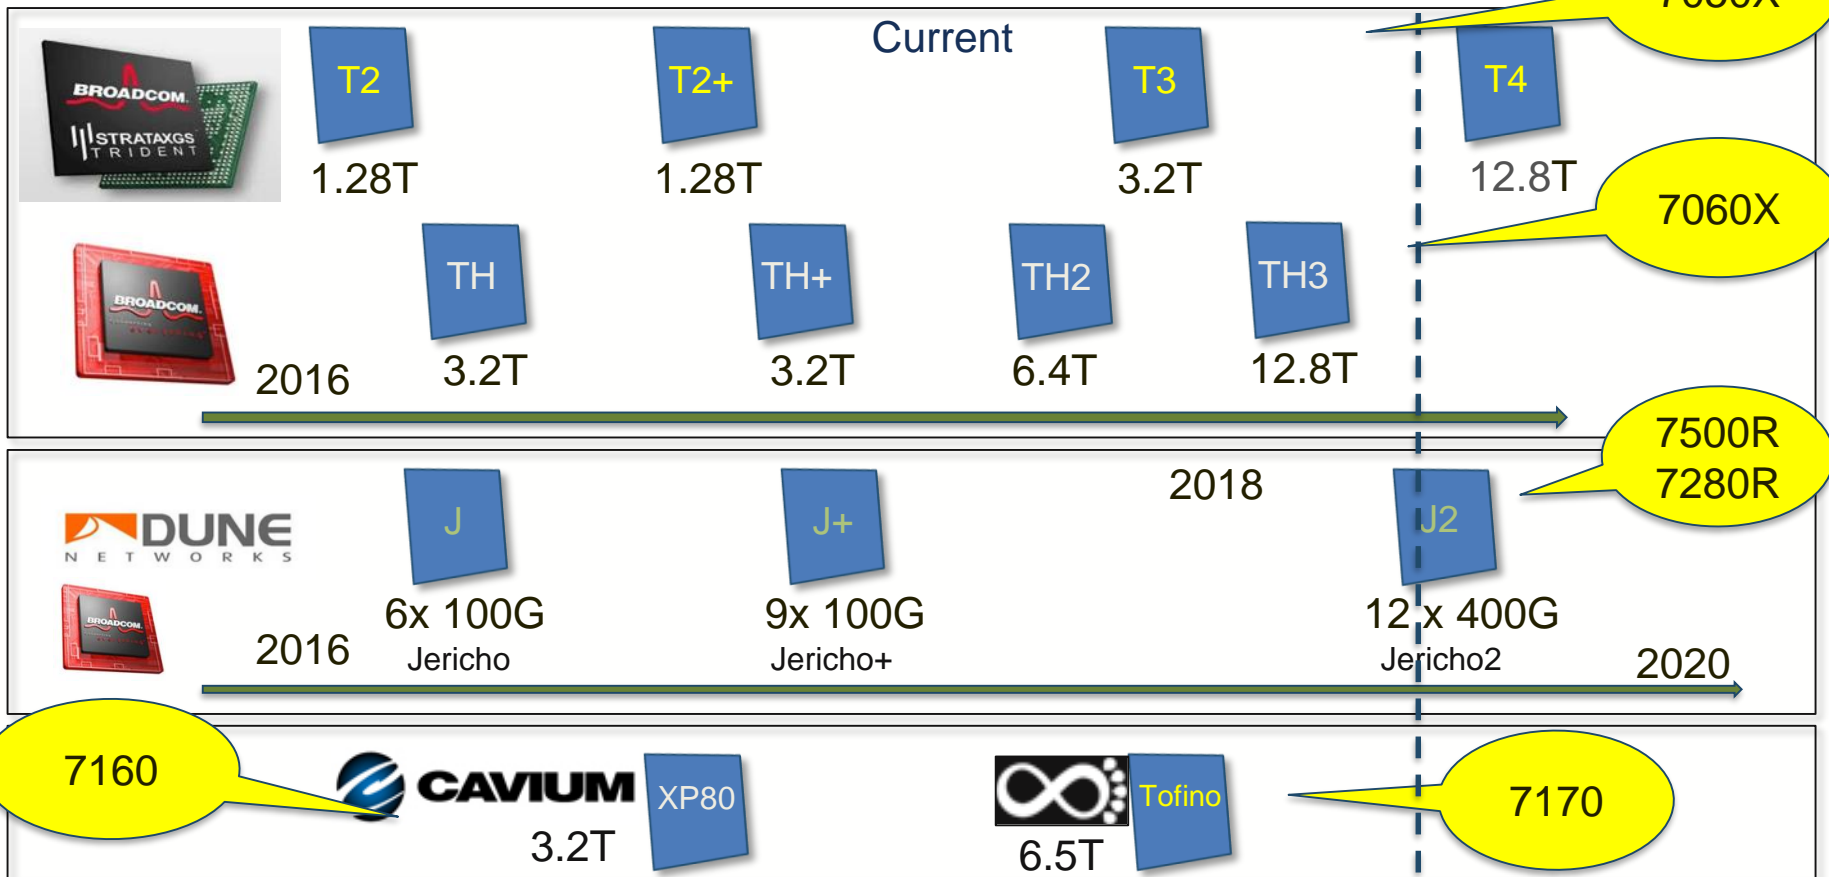 7050X
Current
T2
T2+
T3
T4
BROADCOM.
STRATAXGS
TRIDENT
1.28T
1.28T
3.2T
12.8T
7060X
TH
TH+
TH2
TH3
BROADCOM.
2016
3.2T
3.2T
6.4T
12.8T
7500R
7280R
2018
J
J+
J2
DUNE
NETWORKS
BROADCOM.
6x 100G
9x 100G
12 x 400G
2016
Jericho
Jericho+
Jericho2
2020
7160
CAVIUM
XP80
Tofino
7170
3.2T
6.5T